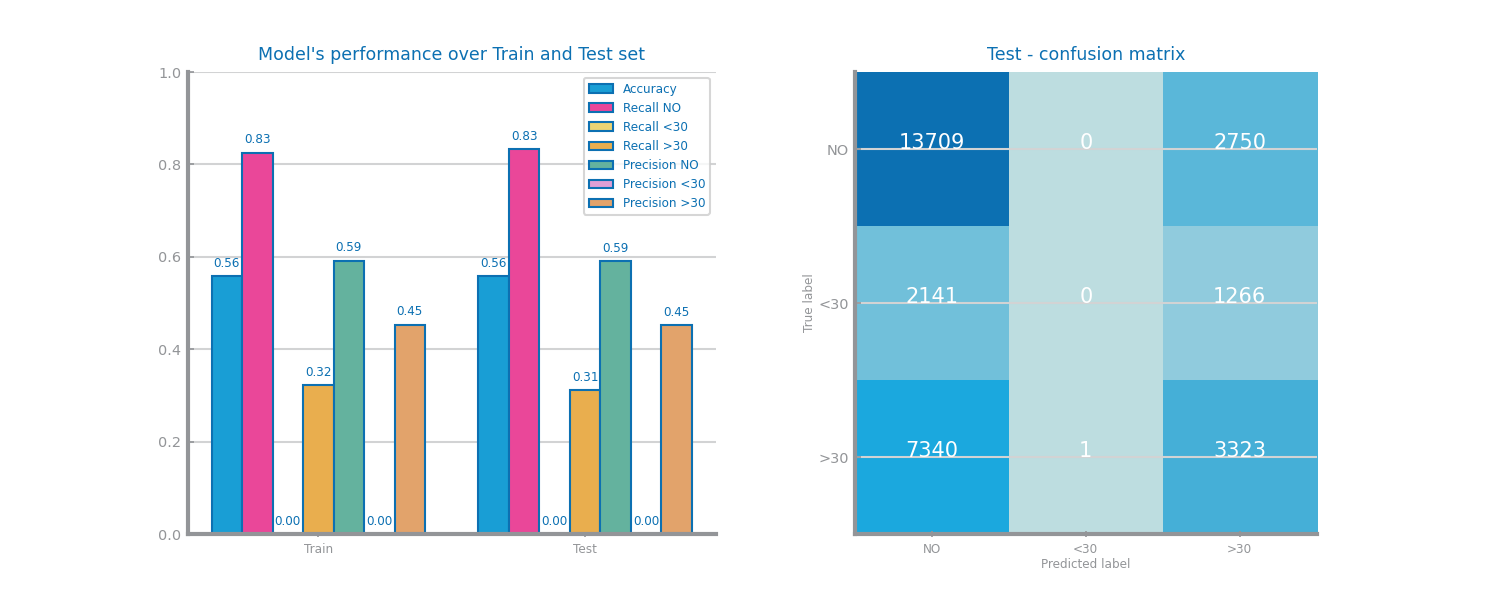 Model's performance over Train and Test set
1.0
0.8
0.6
0.4
0.2
0.0
0.56
0.83
0.00
0.32
0.59
0.00
0.45
0.56
0.83
0.00
0.31
0.59
0.00
0.45
Train
Test
Accuracy
Recall NO
Recall <30
Recall >30
Precision NO
Precision <30
Precision >30
Test - confusion matrix
True label
NO
13709 0 2750
<30
2141 0 1266
>30
7340 1 3323
NO <30 >30
Predicted label